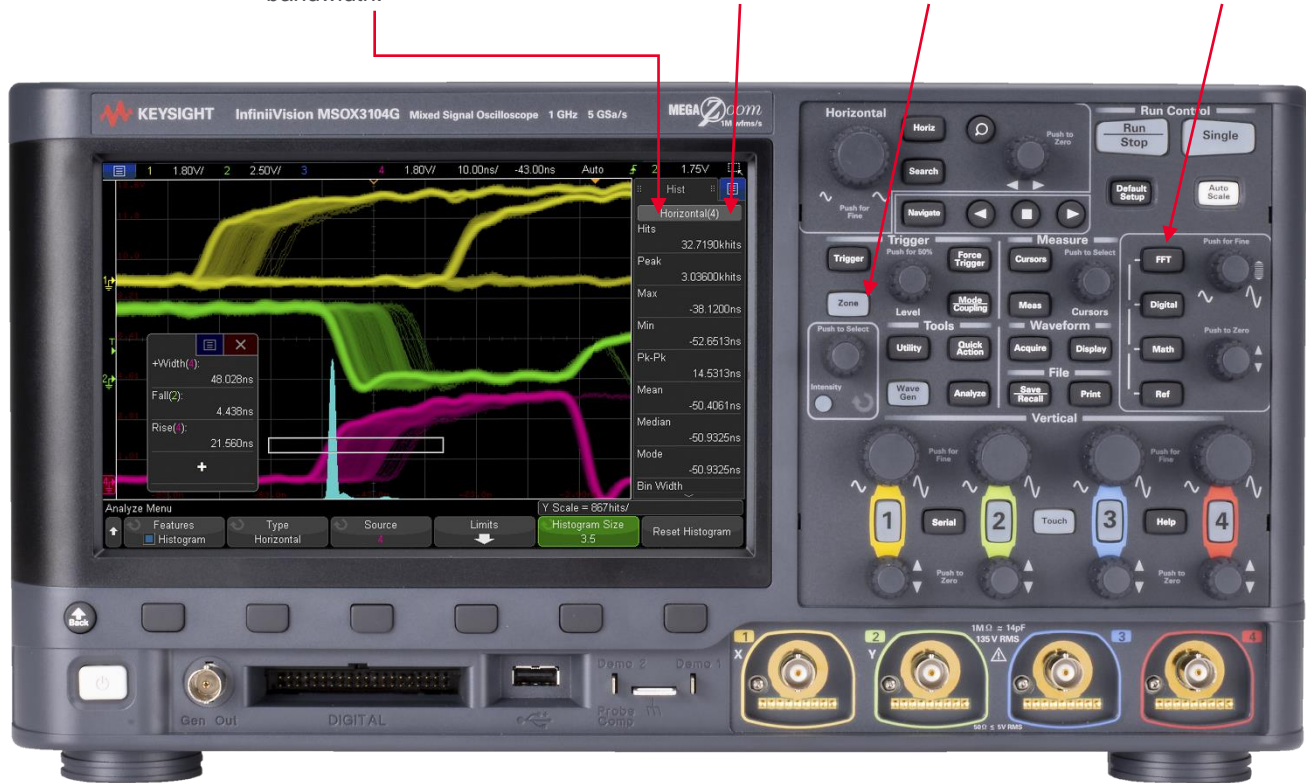 bandwidth.
KEYSIGHT InfiniiVision MSOX3104G Mixed Signal Oscilloscope 1 GHz 5 GSa/s
MEGA Zoom
1M wfms/s
1 1.80V/ 2 2.50V/ 3 4 1.80V/ 10.00ns/ -43.00ns Auto 2 1.75V
Hist
Horizontal(4)
Hits
32.7190khits
Peak
3.03600khits
Max
-38.1200ns
Min
-52.6513ns
Pk-Pk
14.5313ns
Mean
-50.4061ns
Median
-50.9325ns
Mode
-50.9325ns
Bin Width
+Width(4):
48.028ns
Fall(2):
4.438ns
Rise(4):
21.560ns
Analyze Menu
Y Scale = 867hits/
Features
Histogram
Type
Horizontal
Source
4
Limits
Histogram Size
3.5
Reset Histogram
Back
Horizontal
Horiz
Push to
Zero
Search
Push for
Fine
Navigate
Run Control
Run
Stop
Single
Default
Setup
Auto
Scale
Trigger
Trigger
Push for 50%
Force
Trigger
Zone
Level
Mode
Coupling
Measure
Cursors
Push to Select
Meas
Cursors
FFT
Push for Fine
Digital
Math
Push to Zero
Ref
Push to Select
Intensity
Tools
Utility
Quick
Action
Wave
Gen
Analyze
Waveform
Acquire
Display
File
Save
Recall
Print
Vertical
Push for
Fine
Push for
Fine
1
Serial
2
Touch
3
Help
4
Push to
Zero
Push to
Zero
Gen Out
DIGITAL
Demo 2
Demo 1
Probe
Comp
1
X
2
Y
1MΩ = 14pF
135 V RMS
3
4
50Ω ≤ 5V RMS